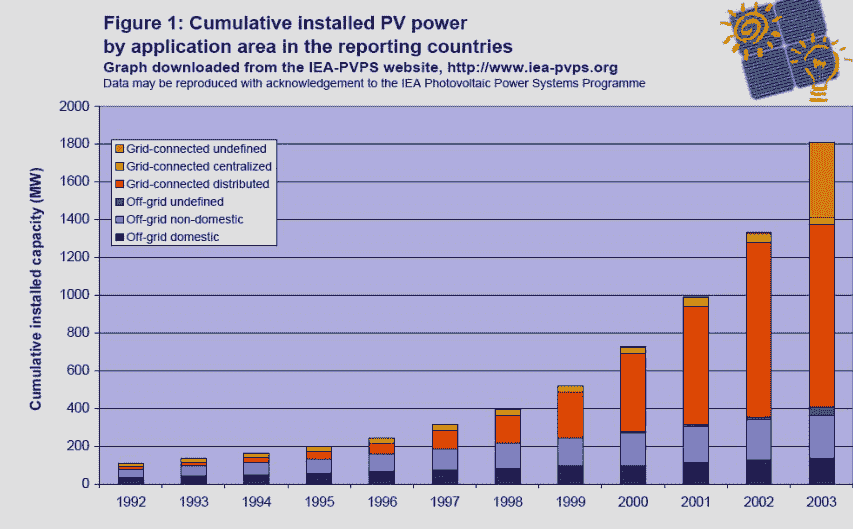 Figure 1: Cumulative installed PV power
by application area in the reporting countries
Graph downloaded from the IEA-PVPS website, http://www.iea-pvps.org
Data may be reproduced with acknowledgement to the IEA Photovoltaic Power Systems Programme
Cumulative installed capacity (MW)
2000
1800
1600
1400
1200
1000
800
600
400
200
0
Grid-connected undefined
Grid-connected centralized
Grid-connected distributed
Off-grid undefined
Off-grid non-domestic
Off-grid domestic
1992 1993 1994 1995 1996 1997 1998 1999 2000 2001 2002 2003